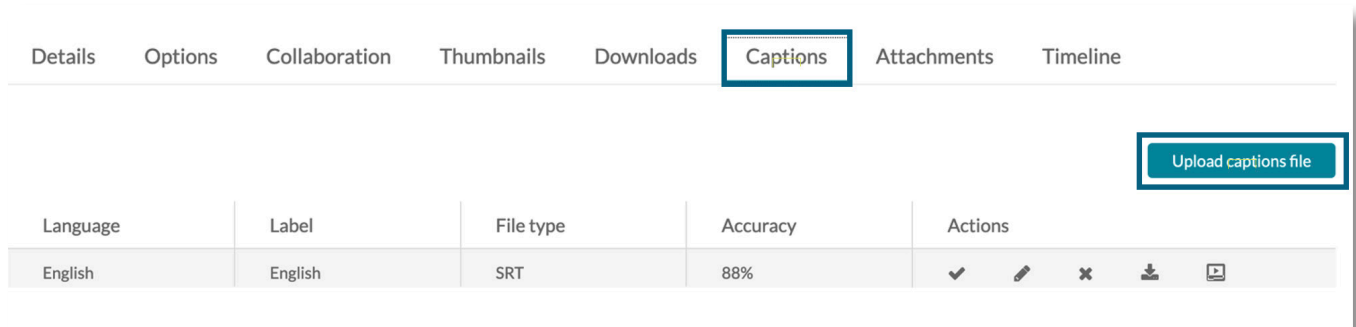 Details Options Collaboration Thumbnails Downloads Captions Attachments Timeline
Upload captions file
Language Label File type Accuracy Actions
English English SRT 88%